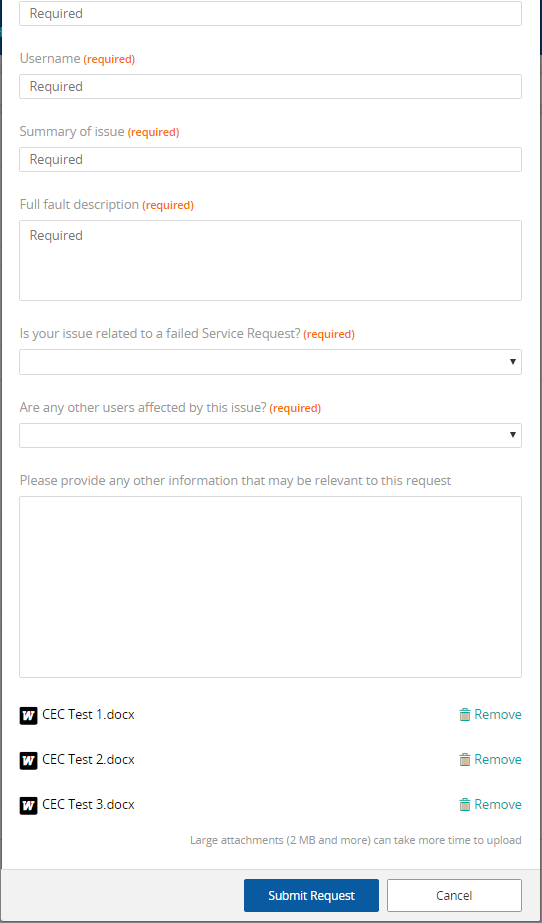 Required
Username (required)
Required
Summary of issue (required)
Required
Full fault description (required)
Required
Is your issue related to a failed Service Request? (required)
Are any other users affected by this issue? (required)
Please provide any other information that may be relevant to this request
W CEC Test 1.docx Remove
W CEC Test 2.docx Remove
W CEC Test 3.docx Remove
Large attachments (2 MB and more) can take more time to upload
Submit Request Cancel